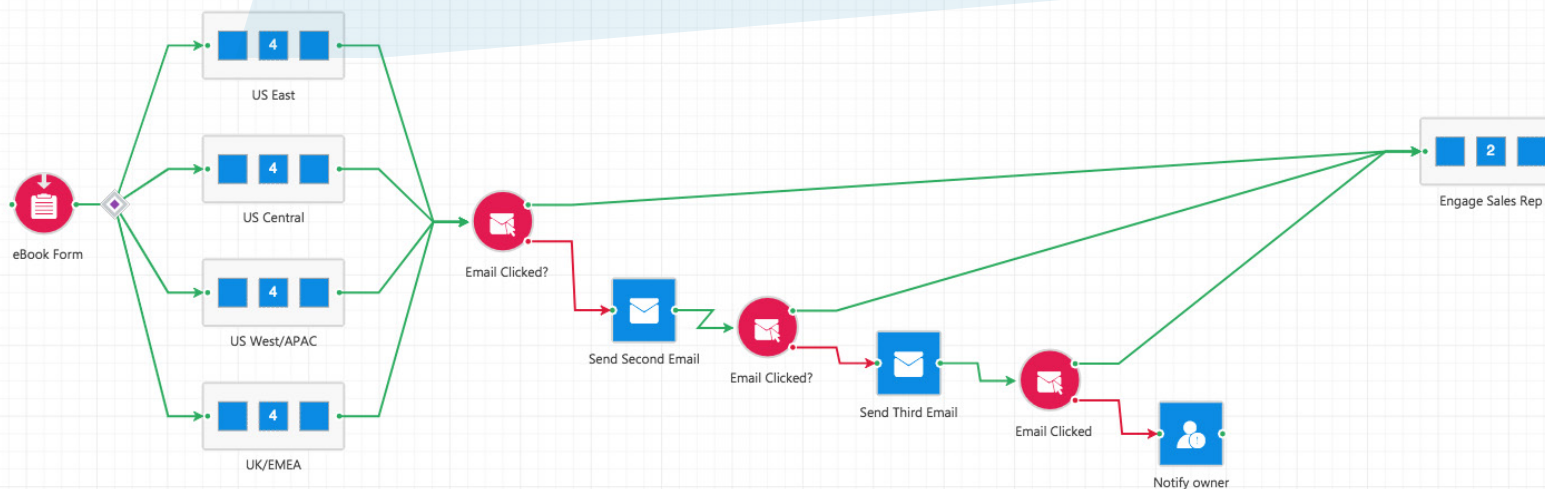 4
US East
4
US Central
eBook Form
4
US West/APAC
4
UK/EMEA
Email Clicked?
Send Second Email
Email Clicked?
Send Third Email
Email Clicked
Notify owner
2
Engage Sales Rep